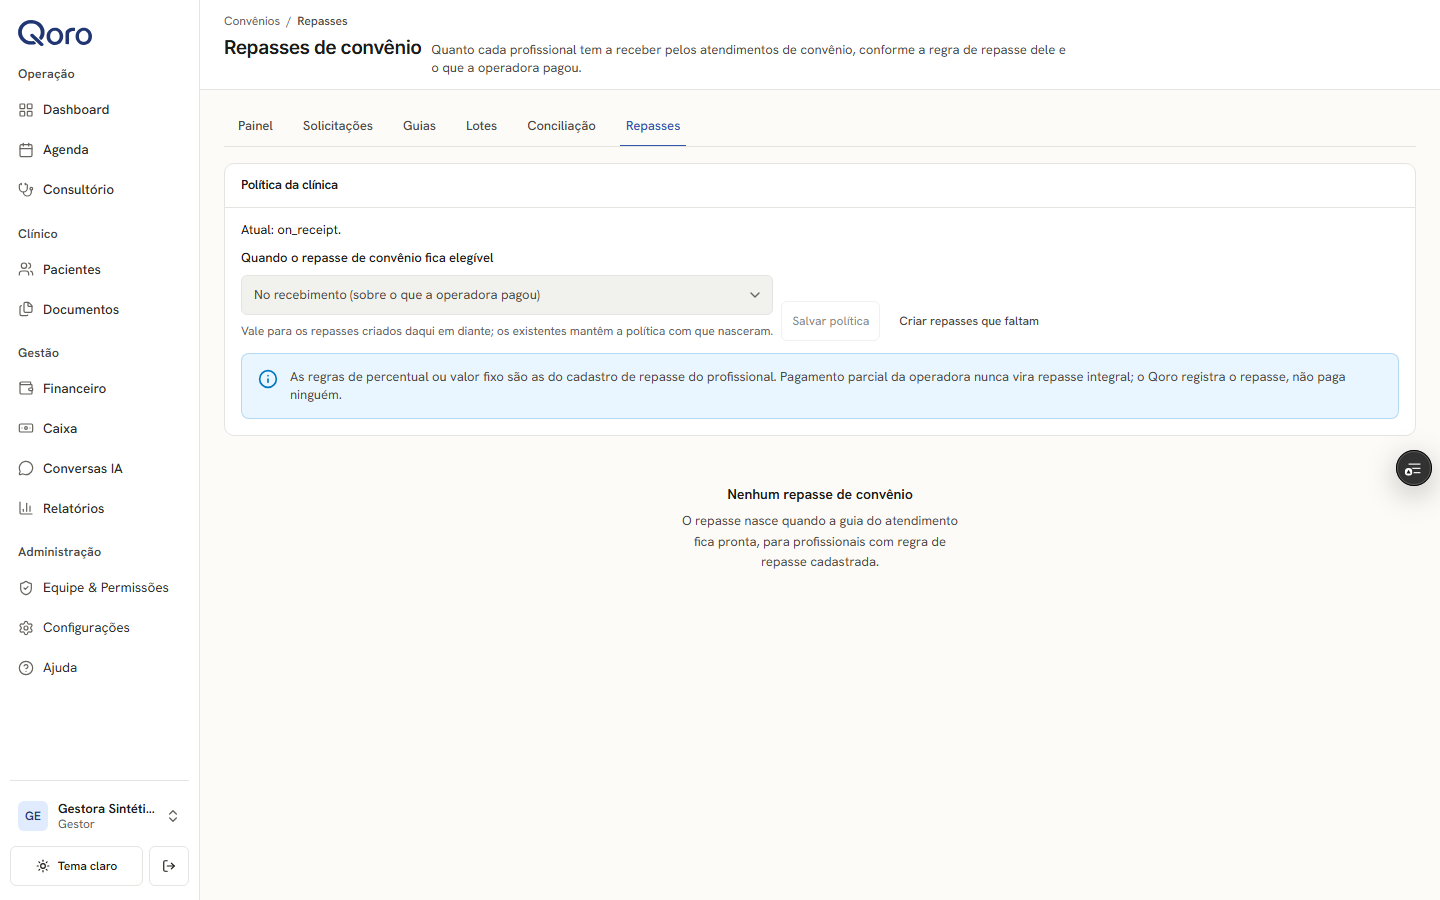 Qoro
Operação
Dashboard
Agenda
Consultório
Clínico
Pacientes
Documentos
Gestão
Financeiro
Caixa
Conversas IA
Relatórios
Administração
Equipe & Permissões
Configurações
Ajuda
GE
Gestora Sintéti...
Gestor
Tema claro
Convênios / Repasses
Repasses de convênio
Quanto cada profissional tem a receber pelos atendimentos de convênio, conforme a regra de repasse dele e
o que a operadora pagou.
Painel
Solicitações
Guias
Lotes
Conciliação
Repasses
Política da clínica
Atual: on_receipt.
Quando o repasse de convênio fica elegível
No recebimento (sobre o que a operadora pagou)
Vale para os repasses criados daqui em diante; os existentes mantêm a política com que nasceram.
Salvar política
Criar repasses que faltam
As regras de percentual ou valor fixo são as do cadastro de repasse do profissional. Pagamento parcial da operadora nunca vira repasse integral; o Qoro registra o repasse, não paga
ninguém.
Nenhum repasse de convênio
O repasse nasce quando a guia do atendimento
fica pronta, para profissionais com regra de
repasse cadastrada.